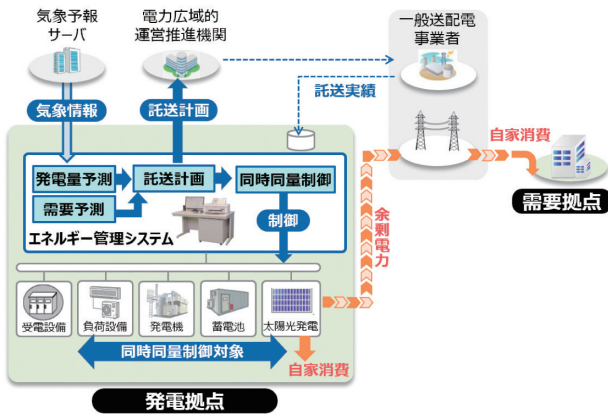 気象予報
サーバ
電力広域的
運営推進機関
一般送配電
事業者
気象情報
託送計画
託送実績
自家消費
発電量予測
託送計画
同時同量制御
需要予測
制御
エネルギー管理システム
需要拠点
余剰電力
受電設備
負荷設備
発電機
蓄電池
太陽光発電
同時同量制御対象
自家消費
発電拠点